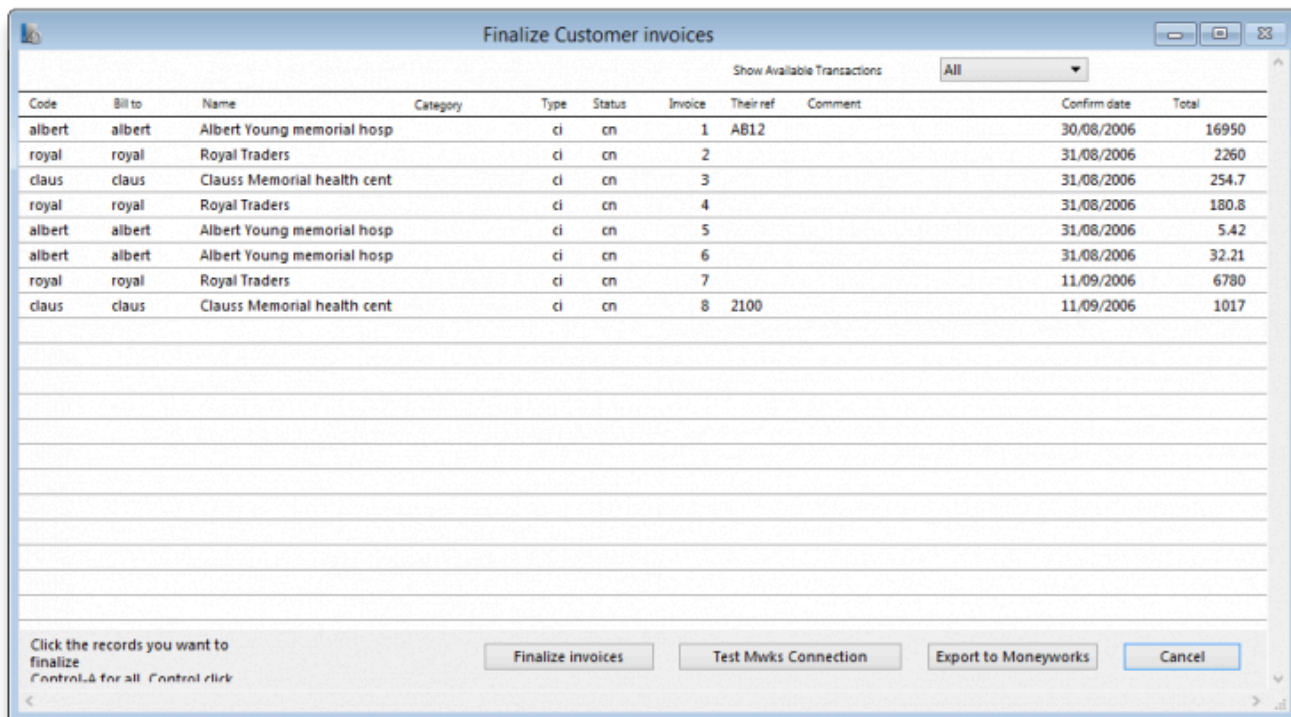 Finalize Customer invoices
Show Available Transactions All
Code Bill to Name Category Type Status Invoice Their ref Comment Confirm date Total
albert albert Albert Young memorial hosp ci cn 1 AB12 30/08/2006 16950
royal royal Royal Traders ci cn 2 31/08/2006 2260
claus claus Clauss Memorial health cent ci cn 3 31/08/2006 254.7
royal royal Royal Traders ci cn 4 31/08/2006 180.8
albert albert Albert Young memorial hosp ci cn 5 31/08/2006 5.42
albert albert Albert Young memorial hosp ci cn 6 31/08/2006 32.21
royal royal Royal Traders ci cn 7 11/09/2006 6780
claus claus Clauss Memorial health cent ci cn 8 2100 11/09/2006 1017
Click the records you want to
finalize
Control-A for all, Control click
Finalize invoices Test Mwks Connection Export to Moneyworks Cancel